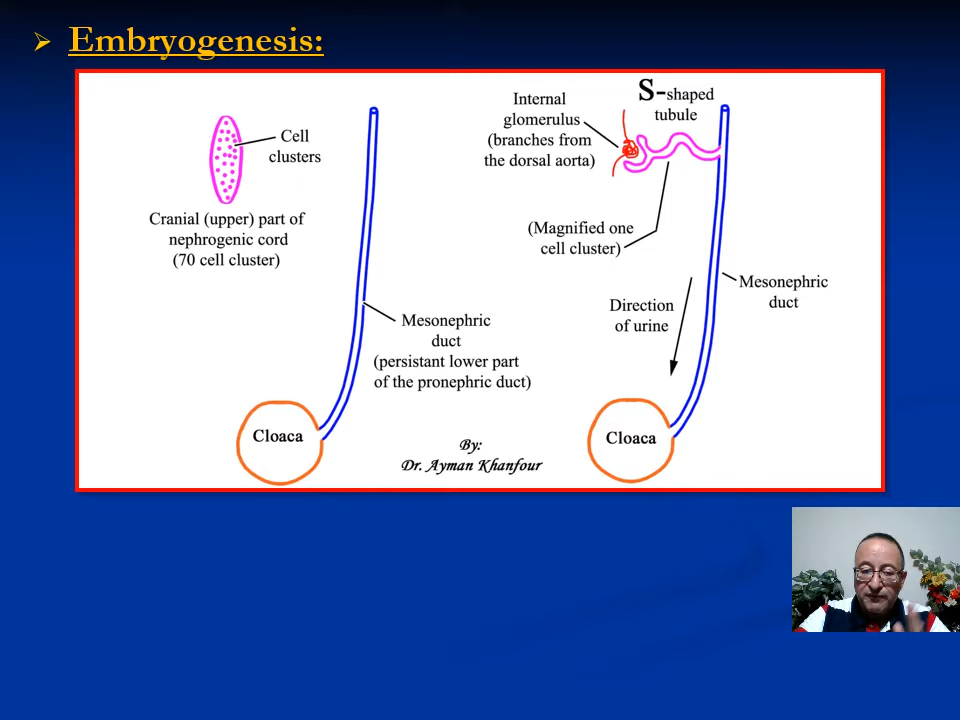 Embryogenesis:
Cell
clusters
Cranial (upper) part of
nephrogenic cord
(70 cell cluster)
Mesonephric
duct
(persistant lower part
of the pronephric duct)
Cloaca
By:
Dr. Ayman Khanfour
Internal
glomerulus
(branches from
the dorsal aorta)
S-shaped
tubule
(Magnified one
cell cluster)
Direction
of urine
Mesonephric
duct
Cloaca